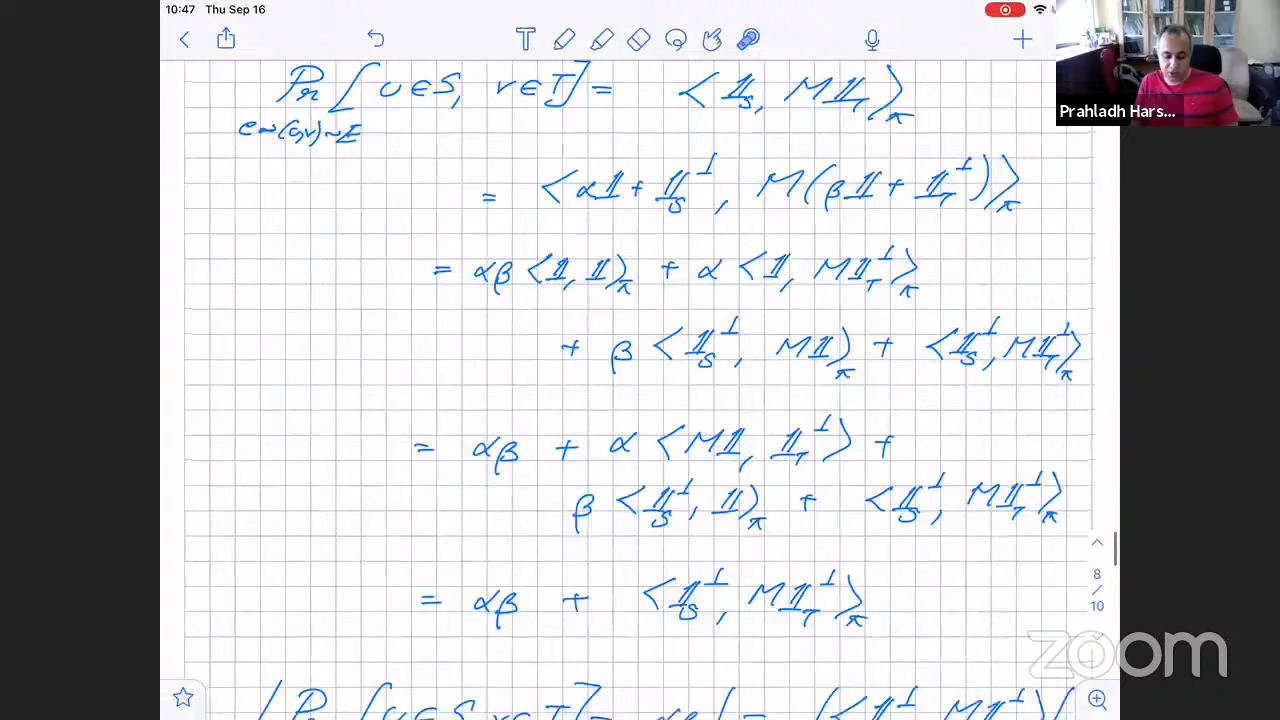 10:47 Thu Sep 16
Pr [ U ∈ S, v ∈ T ] = ⟨ 𝟙_S, M𝟙_T ⟩_π
e ~ (u,v) ~ E
= ⟨ α𝟙 + 𝟙_S^⊥, M(β𝟙 + 𝟙_T^⊥) ⟩_π
= αβ ⟨𝟙, 𝟙⟩_π + α ⟨𝟙, M𝟙_T^⊥⟩_π
+ β ⟨𝟙_S^⊥, M𝟙⟩_π + ⟨𝟙_S^⊥, M𝟙_T^⊥⟩_π
= αβ + α ⟨M𝟙, 𝟙_T^⊥⟩ +
β ⟨𝟙_S^⊥, 𝟙⟩_π + ⟨𝟙_S^⊥, M𝟙_T^⊥⟩_π
= αβ + ⟨𝟙_S^⊥, M𝟙_T^⊥⟩_π
Prahladh Hars...
8
/
10
zoom